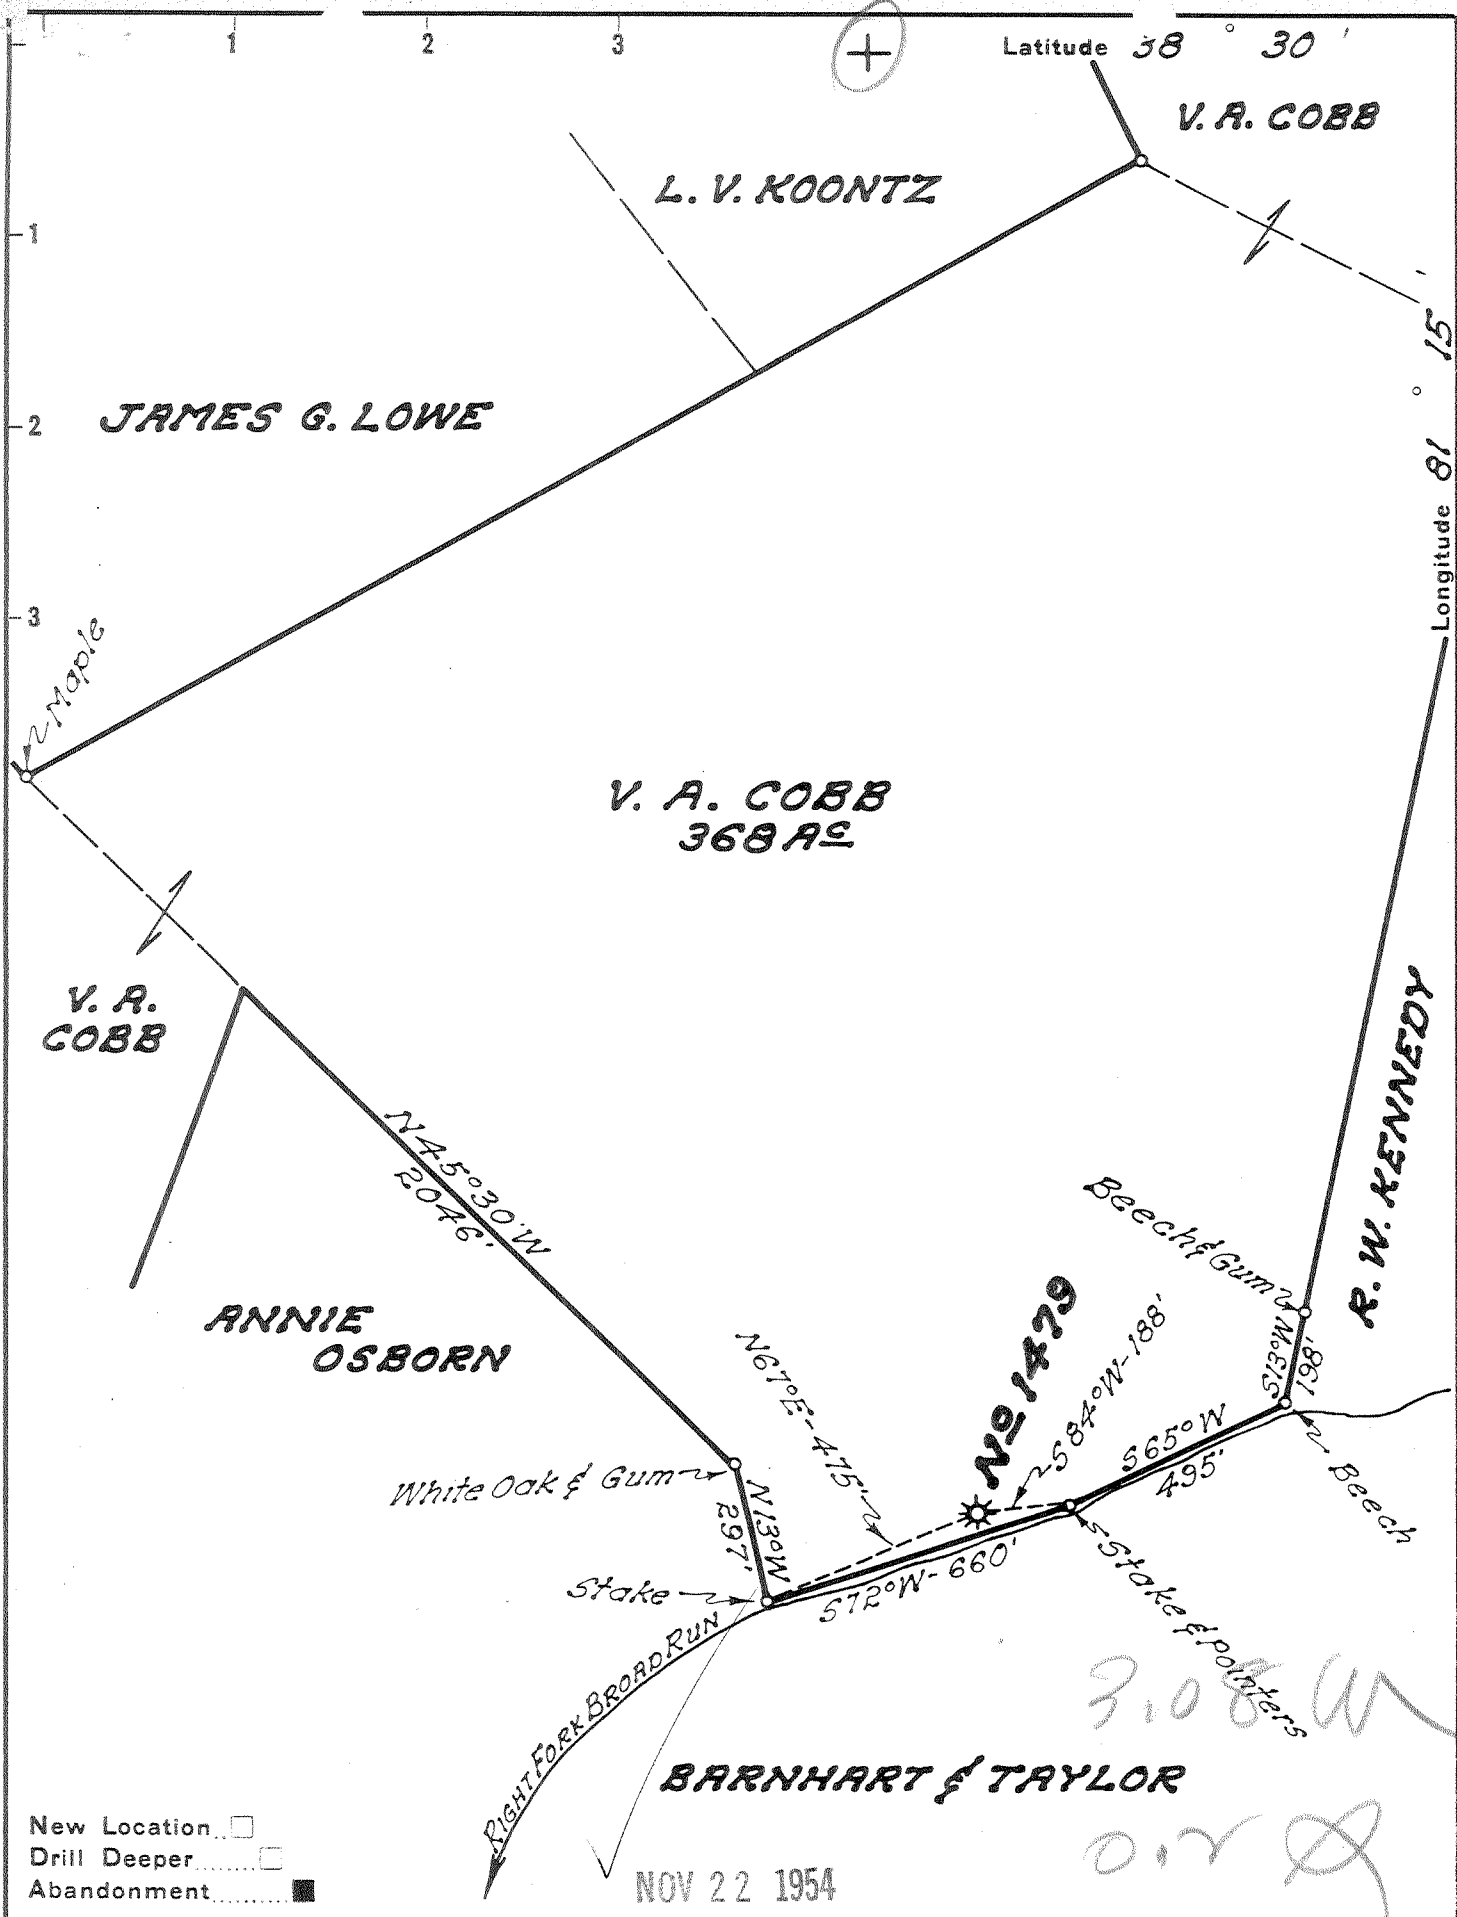 1 2 3
Latitude 38° 30'
V. A. COBB
L. V. KOONTZ
1
15'
JAMES G. LOWE
2
Longitude 81°
3
Maple
V. A. COBB
368 Ac
V. A.
COBB
R. W. KENNEDY
N45°30'W
2046'
Beech & Gum
ANNIE
OSBORN
No 1479
N67°E-475'
S84°W-188'
S13°W
198'
S65°W
495'
White Oak & Gum
N13°W
297'
Beech
Stake
S72°W-660'
Stake & Pointers
RIGHT FORK BROAD RUN
3.08 W
BARNHART & TAYLOR
New Location
Drill Deeper
Abandonment
NOV 22 1954